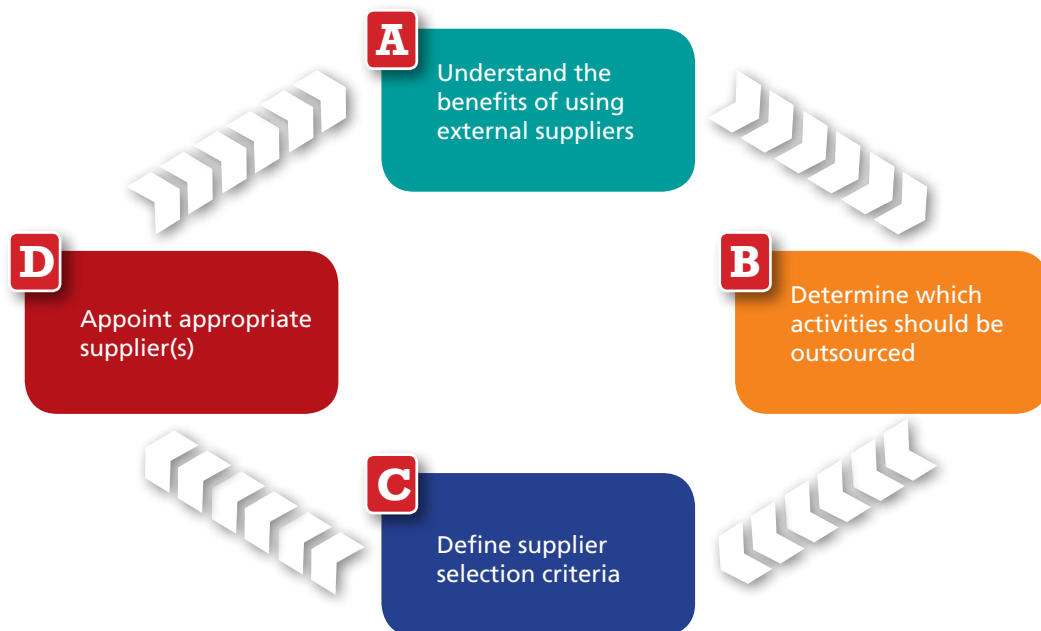 A
Understand the
benefits of using
external suppliers
B
Determine which
activities should be
outsourced
C
Define supplier
selection criteria
D
Appoint appropriate
supplier(s)